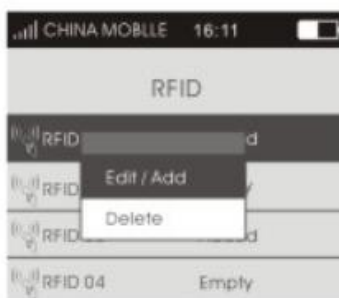 CHINA MOBLLE 16:11
RFID
RFID d
Edit / Add
RFID
Delete
RFID
RFID 04 Empty